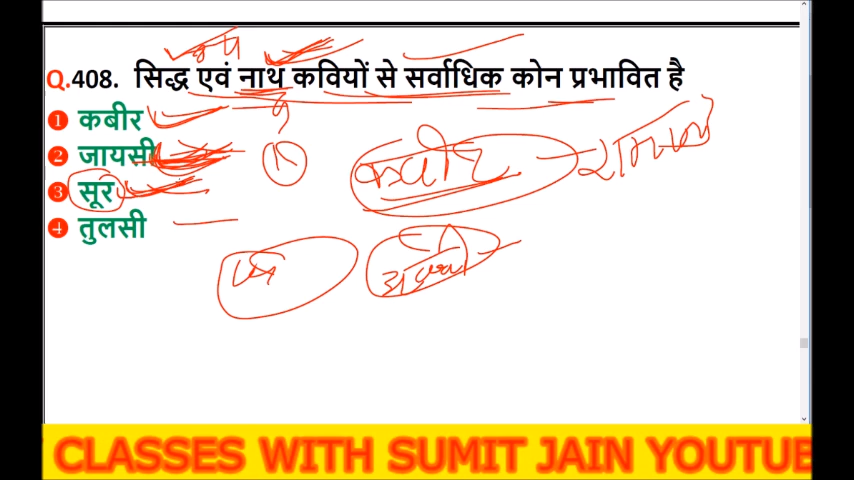 Q.408. सिद्ध एवं नाथ कवियों से सर्वाधिक कोन प्रभावित है
1 कबीर
2 जायसी
3 सूर
4 तुलसी
कबीर
CLASSES WITH SUMIT JAIN YOUTUB